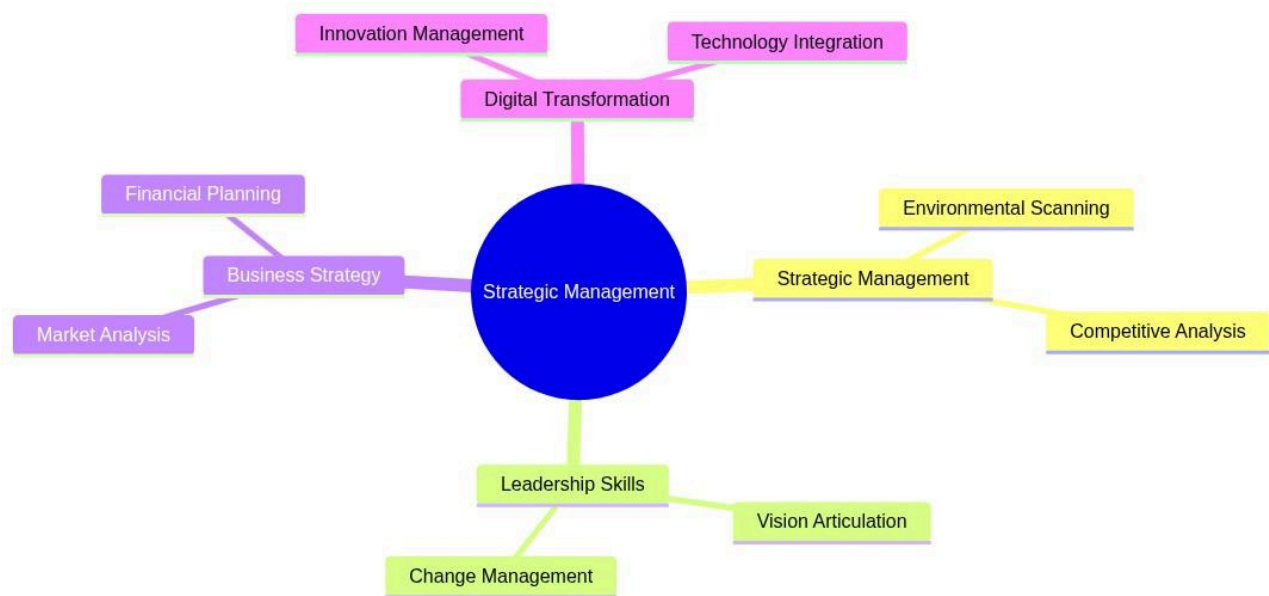 Innovation Management
Technology Integration
Digital Transformation
Financial Planning
Environmental Scanning
Business Strategy
Strategic Management
Strategic Management
Market Analysis
Competitive Analysis
Leadership Skills
Vision Articulation
Change Management